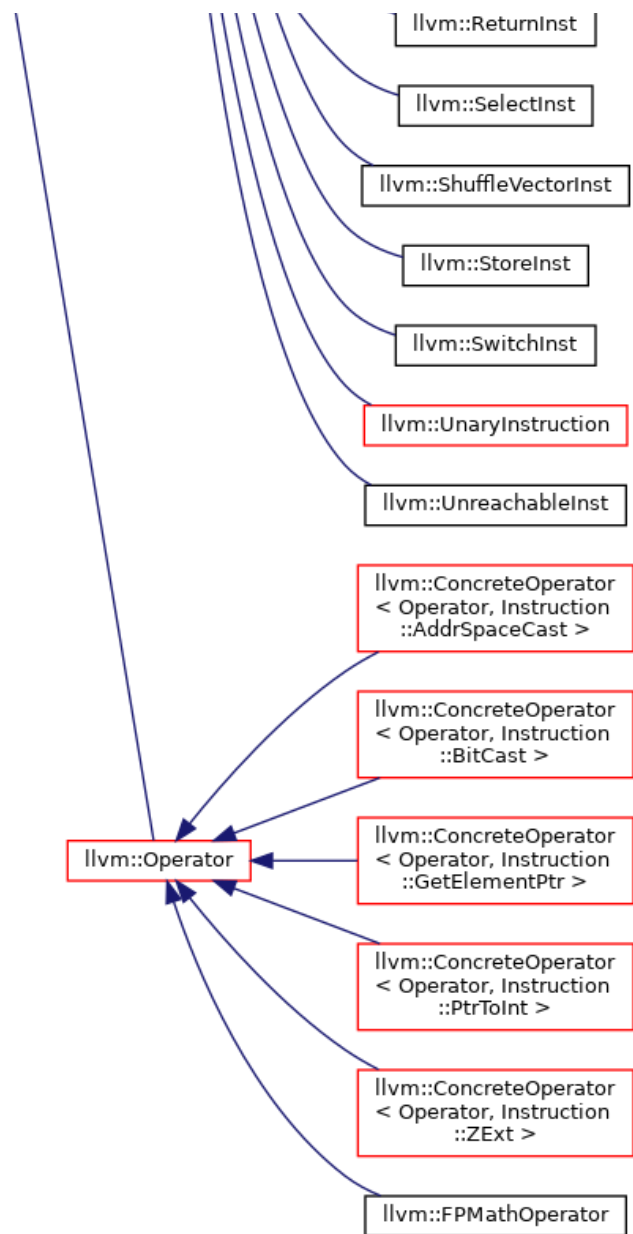 llvm::ReturnInst
llvm::SelectInst
llvm::ShuffleVectorInst
llvm::StoreInst
llvm::SwitchInst
llvm::UnaryInstruction
llvm::UnreachableInst
llvm::ConcreteOperator
< Operator, Instruction
::AddrSpaceCast >
llvm::ConcreteOperator
< Operator, Instruction
::BitCast >
llvm::Operator
llvm::ConcreteOperator
< Operator, Instruction
::GetElementPtr >
llvm::ConcreteOperator
< Operator, Instruction
::PtrToInt >
llvm::ConcreteOperator
< Operator, Instruction
::ZExt >
llvm::FPMathOperator